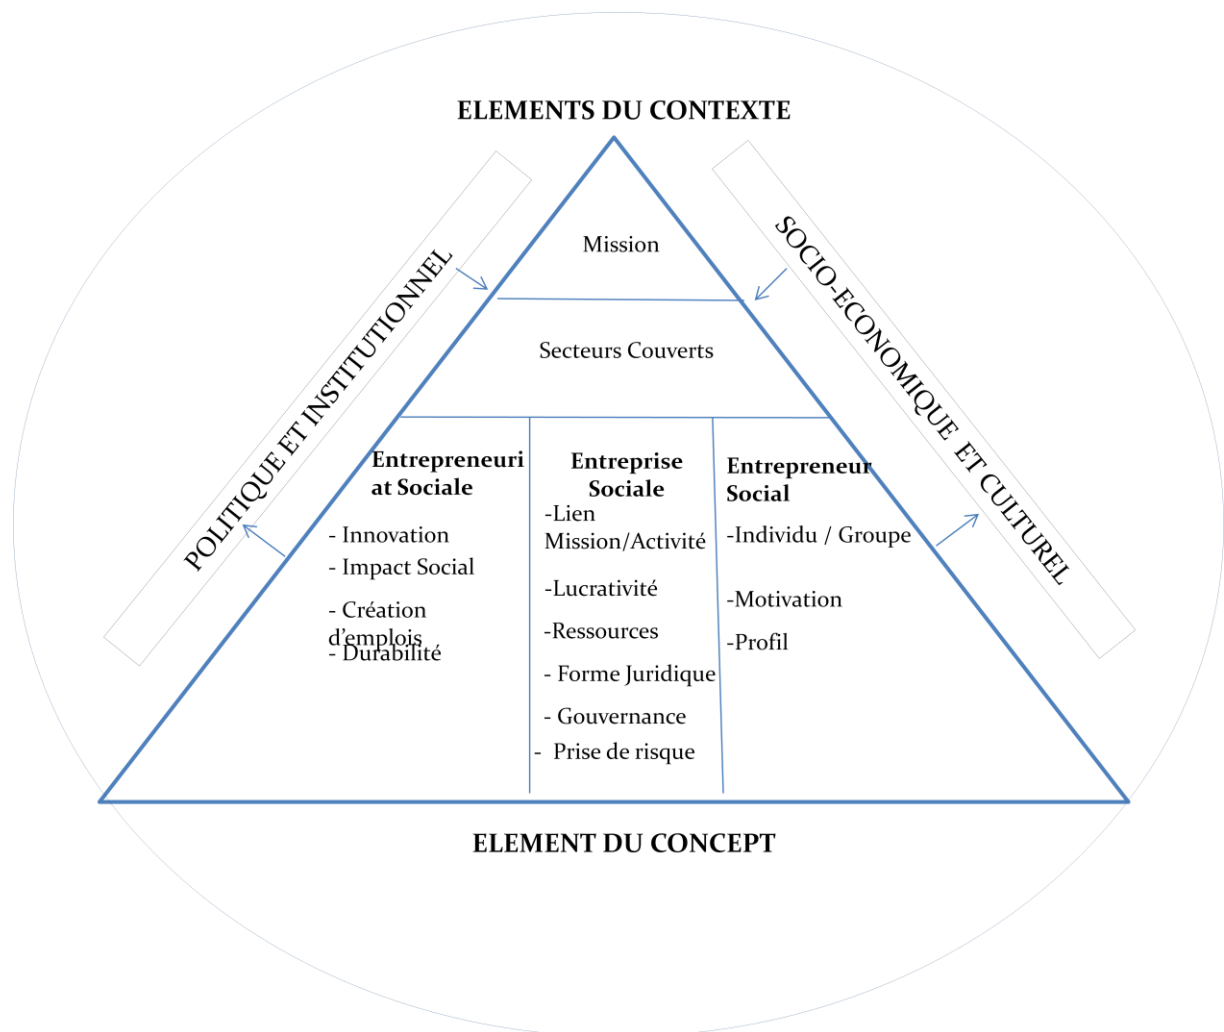 ELEMENTS DU CONTEXTE
POLITIQUE ET INSTITUTIONNEL
SOCIO-ECONOMIQUE ET CULTUREL
Mission
Secteurs Couverts
Entrepreneuri
at Sociale
- Innovation
- Impact Social
- Création
d'emplois
- Durabilité
Entreprise
Sociale
-Lien
Mission/Activité
-Lucrativité
-Ressources
- Forme Juridique
- Gouvernance
- Prise de risque
Entrepreneur
Social
-Individu / Groupe
-Motivation
-Profil
ELEMENT DU CONCEPT